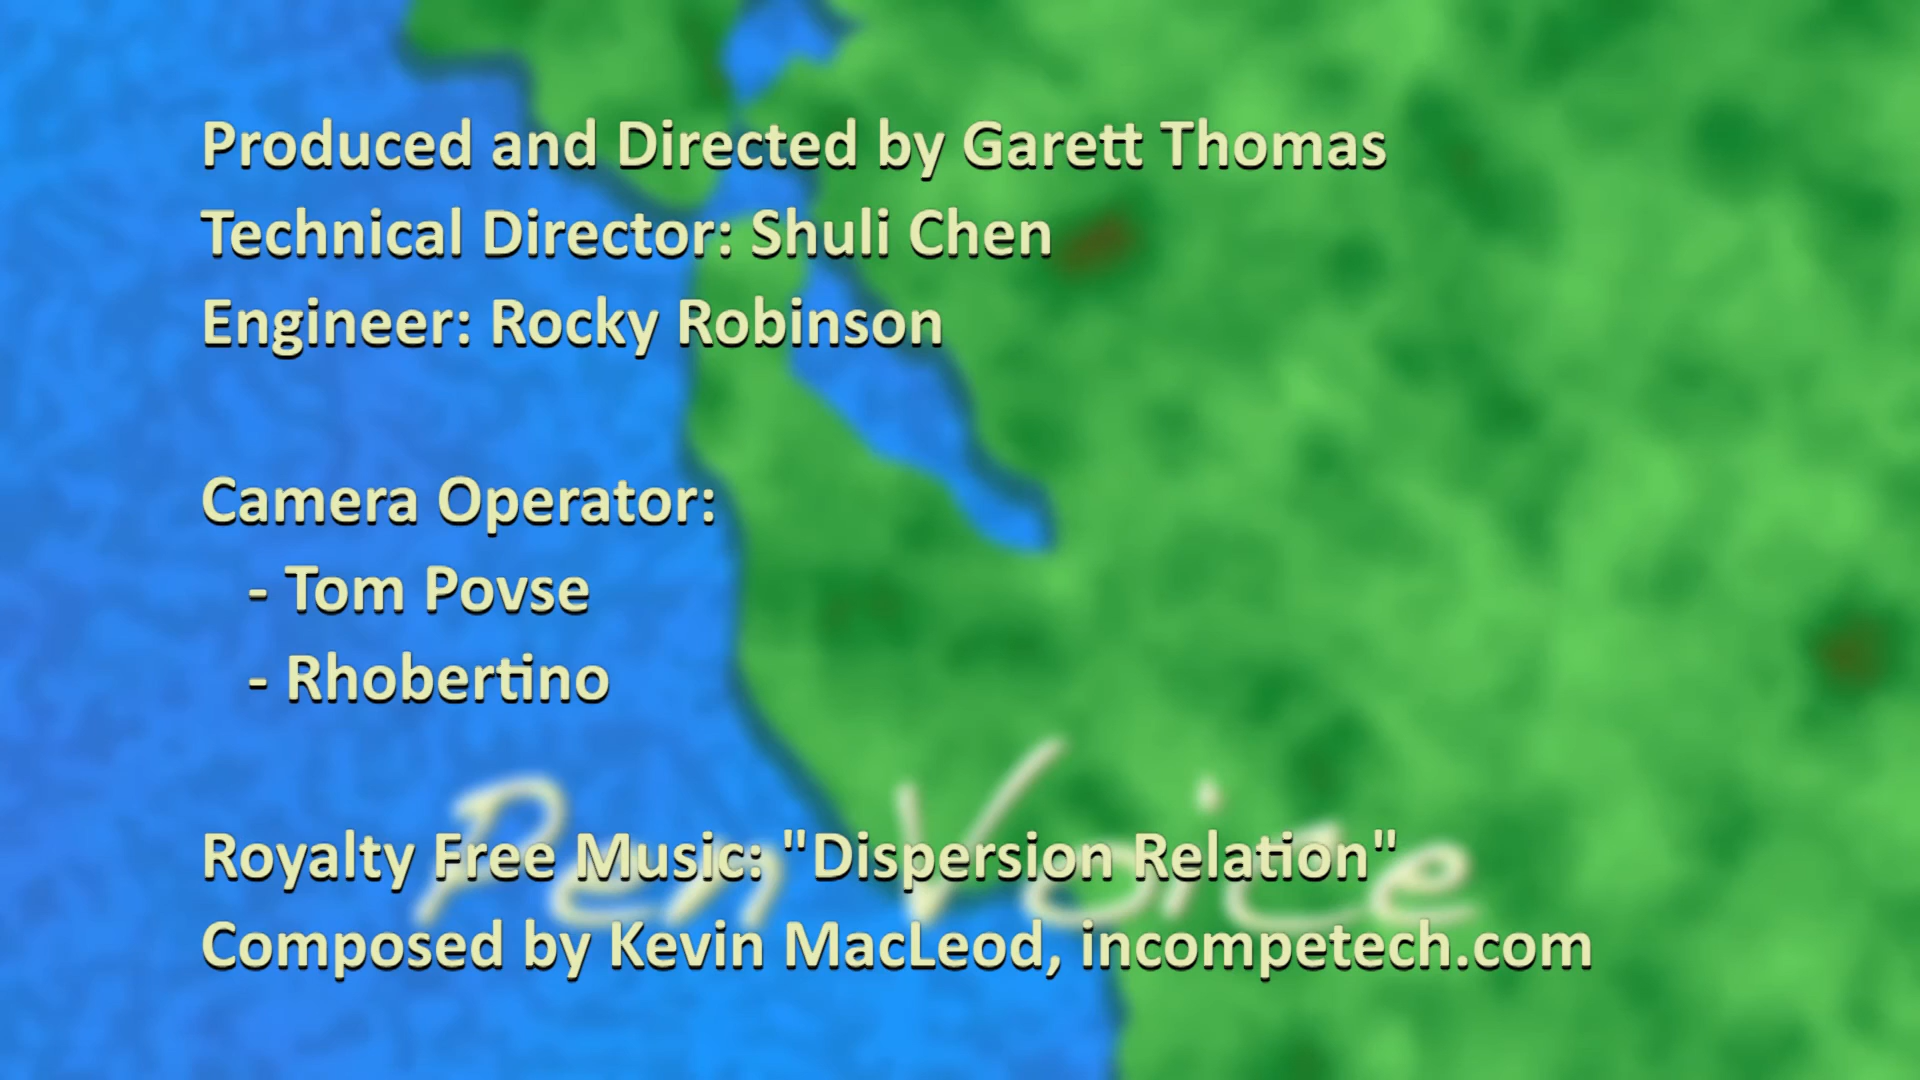 Produced and Directed by Garett Thomas
Technical Director: Shuli Chen
Engineer: Rocky Robinson
Camera Operator:
- Tom Povse
- Rhobertino
Pen Voice
Royalty Free Music: "Dispersion Relation"
Composed by Kevin MacLeod, incompetech.com